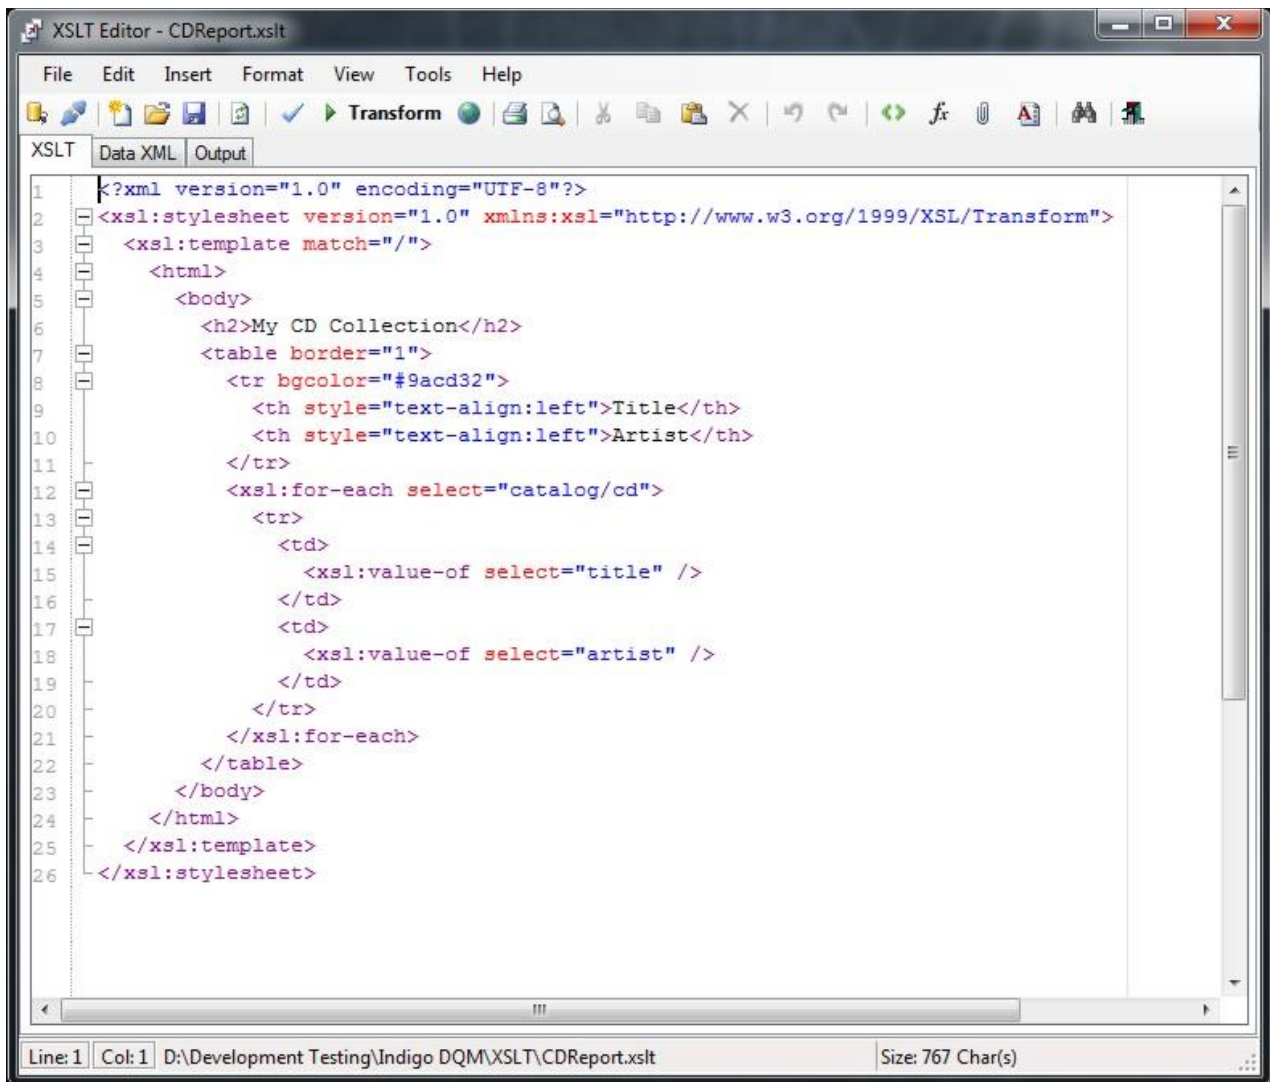 XSLT Editor - CDReport.xslt
File Edit Insert Format View Tools Help
Transform fx A
XSLT Data XML Output
1 <?xml version="1.0" encoding="UTF-8"?>
2 <xsl:stylesheet version="1.0" xmlns:xsl="http://www.w3.org/1999/XSL/Transform">
3 <xsl:template match="/">
4 <html>
5 <body>
6 <h2>My CD Collection</h2>
7 <table border="1">
8 <tr bgcolor="#9acd32">
9 <th style="text-align:left">Title</th>
10 <th style="text-align:left">Artist</th>
11 </tr>
12 <xsl:for-each select="catalog/cd">
13 <tr>
14 <td>
15 <xsl:value-of select="title" />
16 </td>
17 <td>
18 <xsl:value-of select="artist" />
19 </td>
20 </tr>
21 </xsl:for-each>
22 </table>
23 </body>
24 </html>
25 </xsl:template>
26 </xsl:stylesheet>
Line: 1 Col: 1 D:\Development Testing\Indigo DQM\XSLT\CDReport.xslt Size: 767 Char(s)